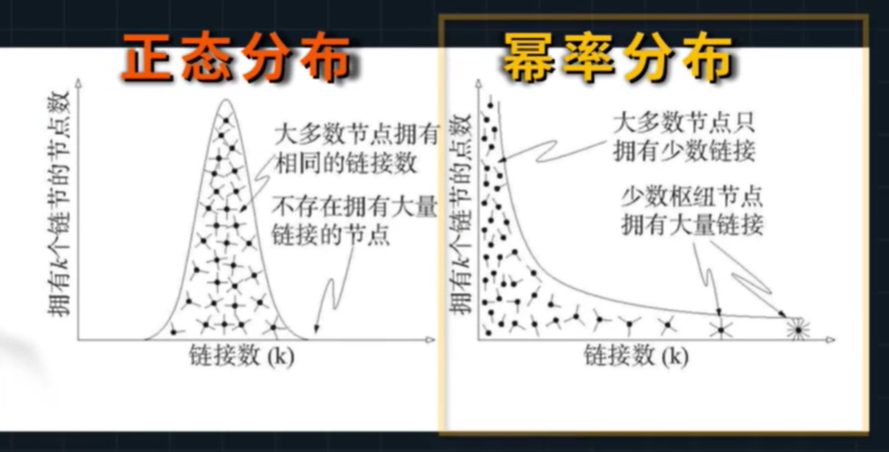 正态分布
拥有k个链节的节点数
大多数节点拥有
相同的链接数
不存在拥有大量
链接的节点
链接数 (k)
幂率分布
拥有k个链节的点数
大多数节点只
拥有少数链接
少数枢纽节点
拥有大量链接
链接数 (k)